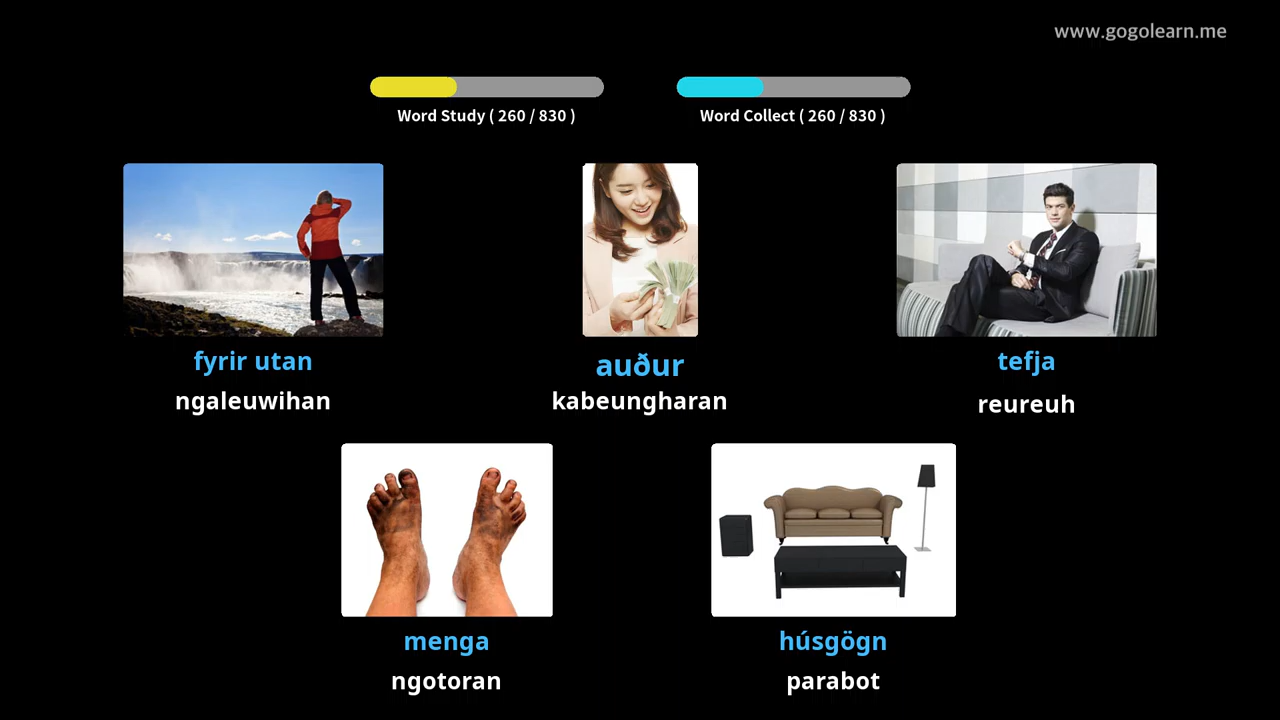 www.gogolearn.me
Word Study ( 260 / 830 )
Word Collect ( 260 / 830 )
fyrir utan
ngaleuwihan
auður
kabeungharan
tefja
reureuh
menga
ngotoran
húsgögn
parabot